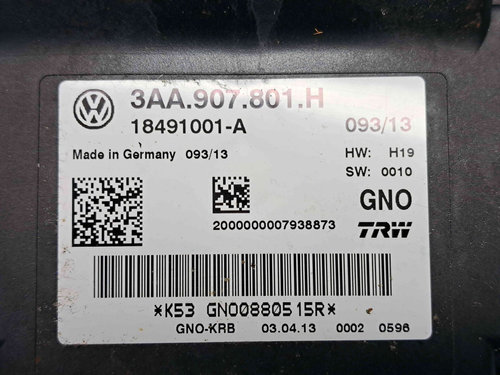 3AA.907.801.H
18491001-A 093/13
Made in Germany 093/13 HW: H19
SW: 0010
GNO
2000000007938873 TRW
*K53 GNO0880515R*
GNO-KRB 03.04.13 0002 0596